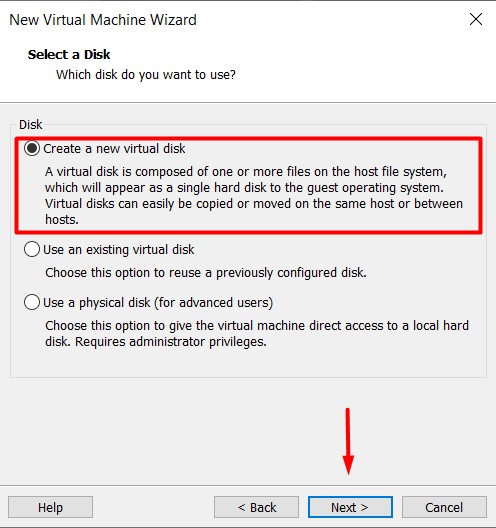 New Virtual Machine Wizard
Select a Disk
Which disk do you want to use?
Disk
Create a new virtual disk
A virtual disk is composed of one or more files on the host file system,
which will appear as a single hard disk to the guest operating system.
Virtual disks can easily be copied or moved on the same host or between
hosts.
Use an existing virtual disk
Choose this option to reuse a previously configured disk.
Use a physical disk (for advanced users)
Choose this option to give the virtual machine direct access to a local hard
disk. Requires administrator privileges.
Help
< Back
Next >
Cancel